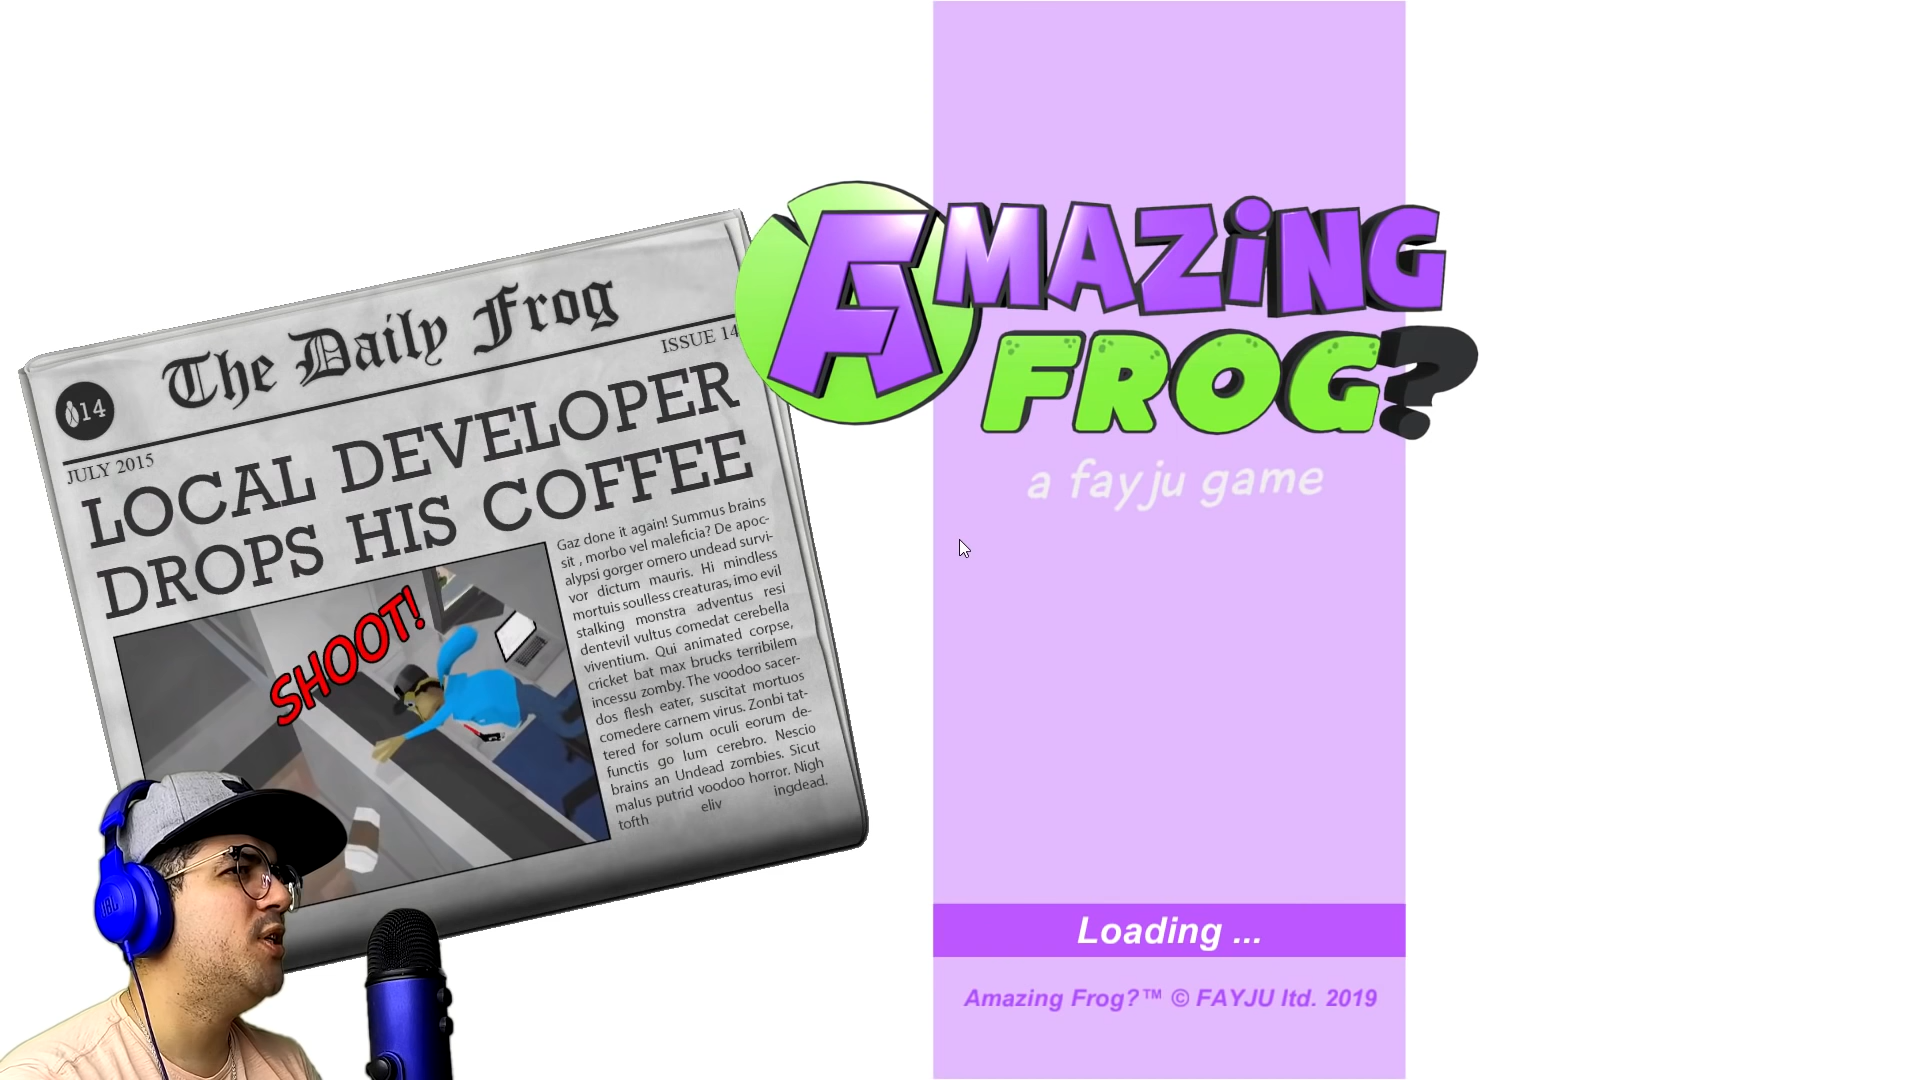 The Daily Frog
ISSUE 14
14
JULY 2015
LOCAL DEVELOPER
DROPS HIS COFFEE
SHOOT!
Gaz done it again! Summus brains
sit , morbo vel maleficia? De apoc-
alypsi gorger omero undead survi-
vor dictum mauris. Hi mindless
mortuis soulless creaturas, imo evil
stalking monstra adventus resi
dentevil vultus comedat cerebella
viventium. Qui animated corpse,
cricket bat max brucks terribilem
incessu zomby. The voodoo sacer-
dos flesh eater, suscitat mortuos
comedere carnem virus. Zonbi tat-
tered for solum oculi eorum de-
functis go lum cerebro. Nescio
brains an Undead zombies. Sicut
malus putrid voodoo horror. Nigh
tofth eliv ingdead.
AMAZING
FROG?
a fayju game
Loading ...
Amazing Frog?™ © FAYJU ltd. 2019
JBL